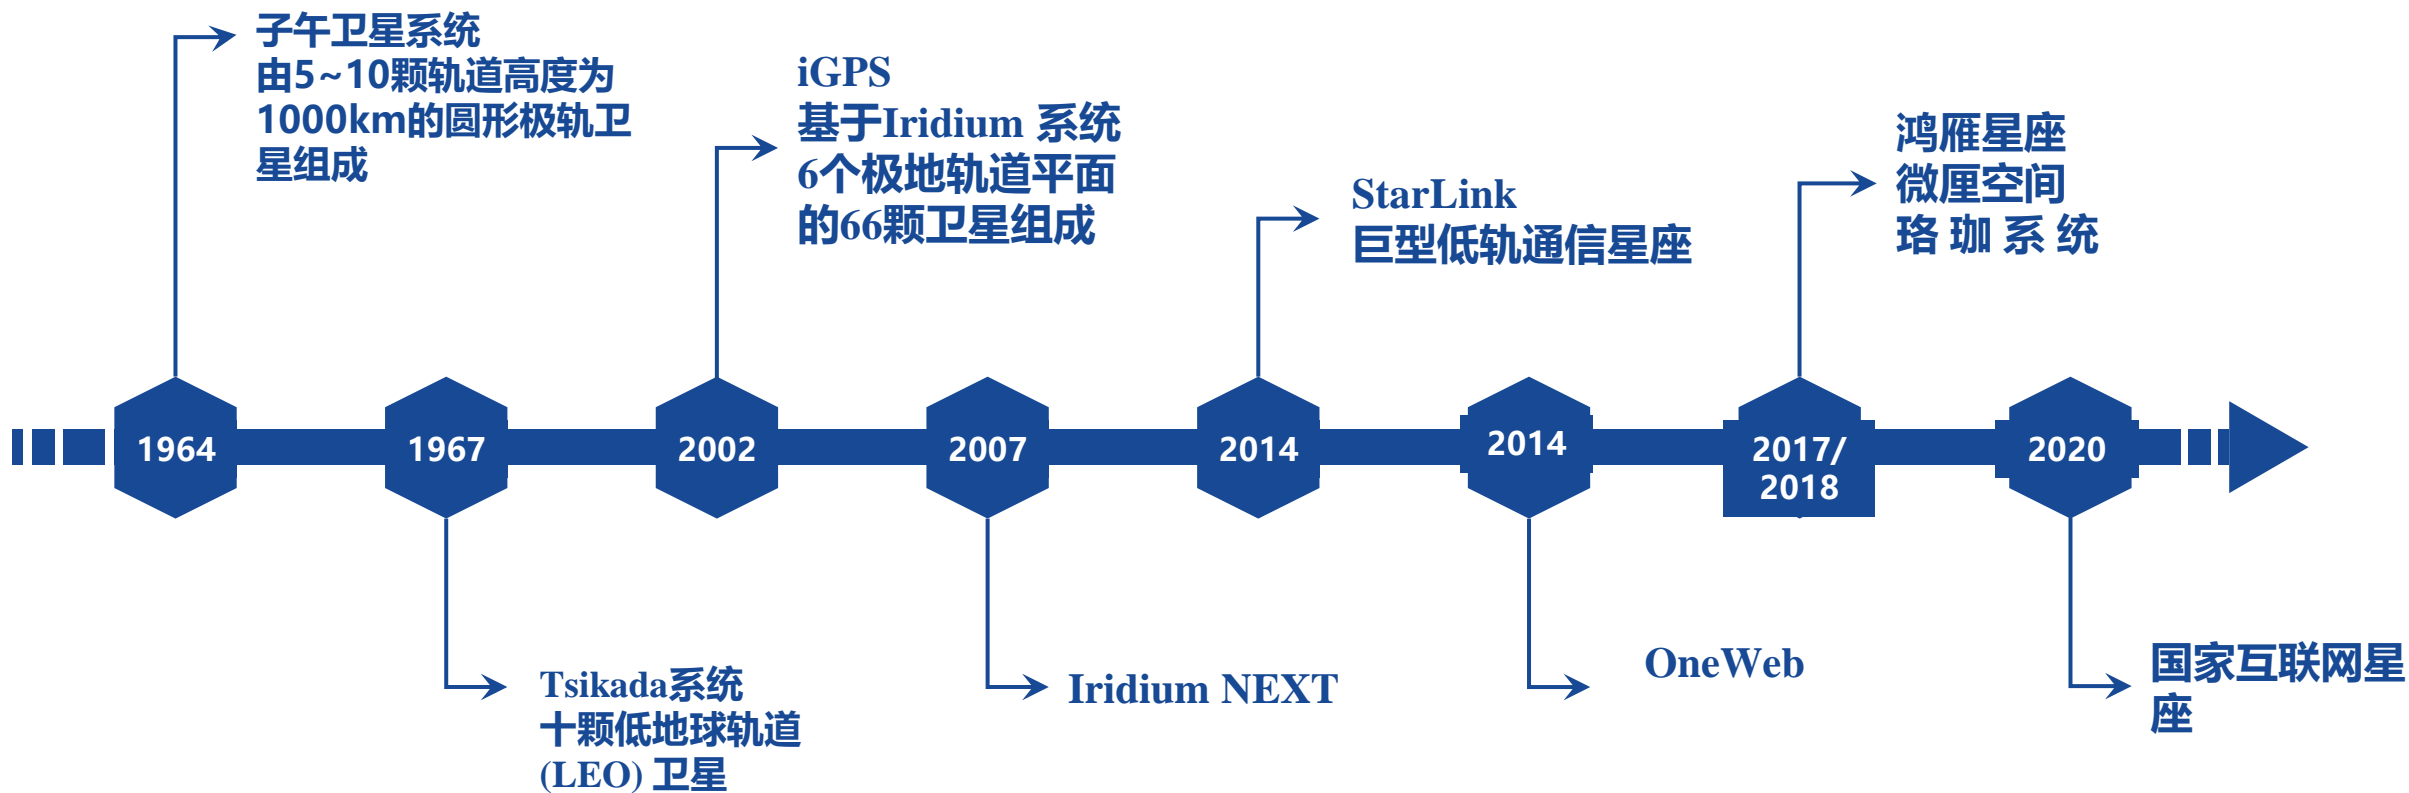 子午卫星系统
由5~10颗轨道高度为
1000km的圆形极轨卫
星组成
iGPS
基于Iridium 系统
6个极地轨道平面
的66颗卫星组成
StarLink
巨型低轨通信星座
鸿雁星座
微厘空间
珞 珈 系 统
1964
1967
2002
2007
2014
2014
2017/
2018
2020
Tsikada系统
十颗低地球轨道
(LEO) 卫星
Iridium NEXT
OneWeb
国家互联网星
座